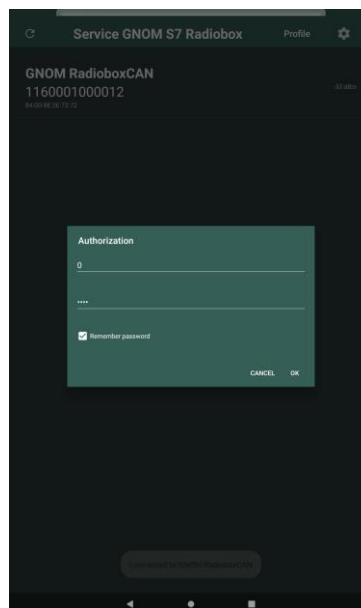 Service GNOM S7 Radiobox Profile
GNOM RadioboxCAN
1160001000012
Authorization
0
••••
Remember password
CANCEL OK